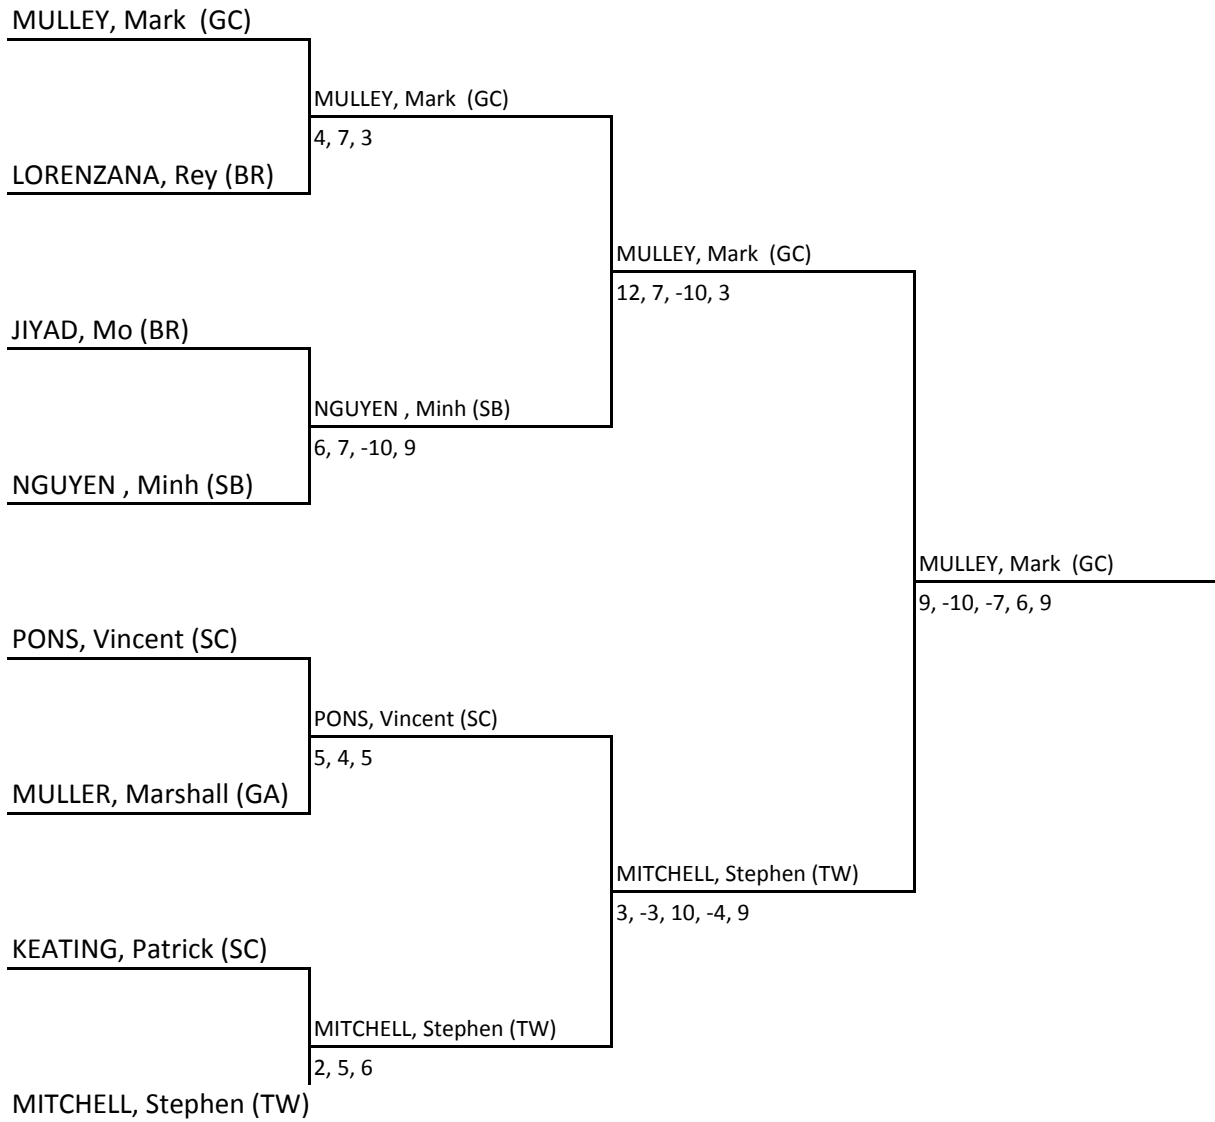 MULLEY, Mark  (GC)
MULLEY, Mark  (GC)
4, 7, 3
LORENZANA, Rey (BR)
MULLEY, Mark  (GC)
12, 7, -10, 3
JIYAD, Mo (BR)
NGUYEN , Minh (SB)
6, 7, -10, 9
NGUYEN , Minh (SB)
MULLEY, Mark  (GC)
9, -10, -7, 6, 9
PONS, Vincent (SC)
PONS, Vincent (SC)
5, 4, 5
MULLER, Marshall (GA)
MITCHELL, Stephen (TW)
3, -3, 10, -4, 9
KEATING, Patrick (SC)
MITCHELL, Stephen (TW)
2, 5, 6
MITCHELL, Stephen (TW)